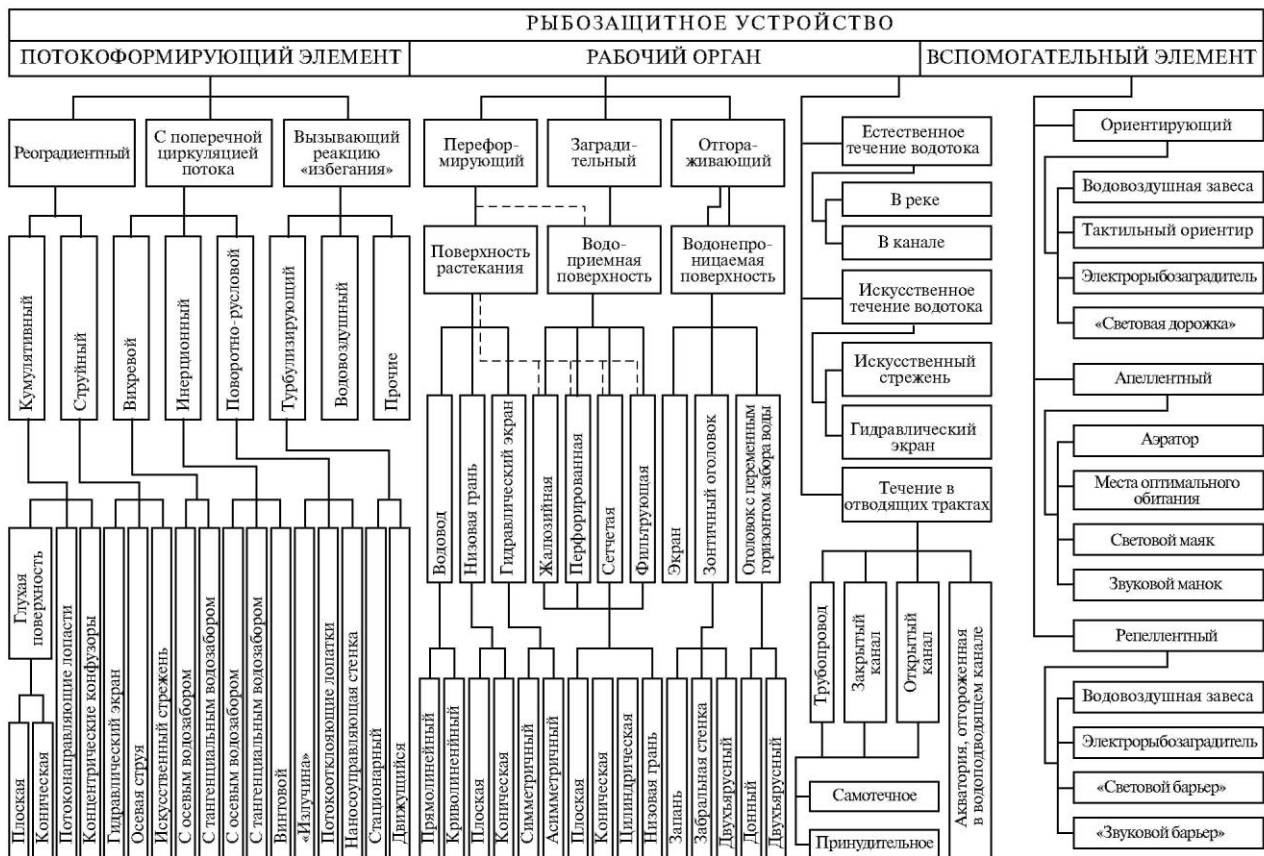 РЫБОЗАЩИТНОЕ УСТРОЙСТВО
ПОТОКОФОРМИРУЮЩИЙ ЭЛЕМЕНТ
РАБОЧИЙ ОРГАН
ВСПОМОГАТЕЛЬНЫЙ ЭЛЕМЕНТ
Реоградиентный
С поперечной
циркуляцией
потока
Вызывающий
реакцию
«избегания»
Кумулятивный
Струйный
Вихревой
Инерционный
Поворотно-русловой
Турбулизирующий
Водовоздушный
Прочие
Глухая
поверхность
Плоская
Коническая
Потоконаправляющие лопасти
Концентрические конфузоры
Гидравлический экран
Осевая струя
Искусственный стрежень
С осевым водозабором
С тангенциальным водозабором
С осевым водозабором
С тангенциальным водозабором
Винтовой
«Излучина»
Потокоотклояющие лопатки
Наносоуправляющая стенка
Стационарный
Движущийся
Перефор-
мирующий
Загради-
тельный
Отгора-
живающий
Поверхность
растекания
Водо-
приемная
поверхность
Водонепро-
ницаемая
поверхность
Водовод
Низовая грань
Гидравлический экран
Жалюзийная
Перфорированная
Сетчетая
Фильтрующая
Экран
Зонтичный оголовок
Оголовок с переменным
горизонтом забора воды
Прямолинейный
Криволиненйный
Плоская
Коническая
Симметричный
Асимметричный
Плоская
Коническая
Цилиндрическая
Низовая грань
Запань
Забральная стенка
Двухъярусный
Донный
Двухъярусный
Естественное
течение водотока
В реке
В канале
Искусственное
течение водотока
Искусственный
стрежень
Гидравлический
экран
Течение в
отводящих трактах
Трубопровод
Закрытый
канал
Открытый
канал
Акватория, отгороженная
в водоподводящем канале
Самотечное
Принудительное
Ориентирующий
Водовоздушная завеса
Тактильный ориентир
Электрорыбозаградитель
«Световая дорожка»
Апеллентный
Аэратор
Места оптимального
обитания
Световой маяк
Звуковой манок
Репеллентный
Водовоздушная завеса
Электрорыбозаградитель
«Световой барьер»
«Звуковой барьер»